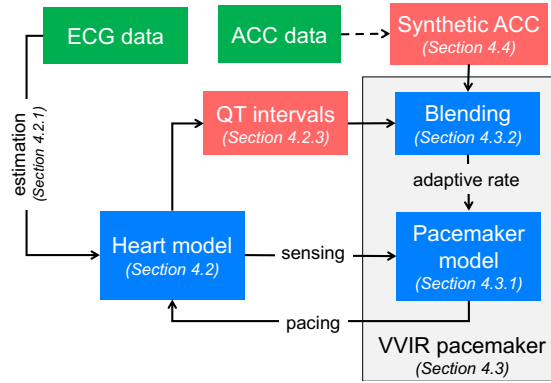 ECG data
ACC data
Synthetic ACC
(Section 4.4)
estimation
(Section 4.2.1)
QT intervals
(Section 4.2.3)
Blending
(Section 4.3.2)
adaptive rate
Heart model
(Section 4.2)
sensing
Pacemaker
model
(Section 4.3.1)
pacing
VVIR pacemaker
(Section 4.3)